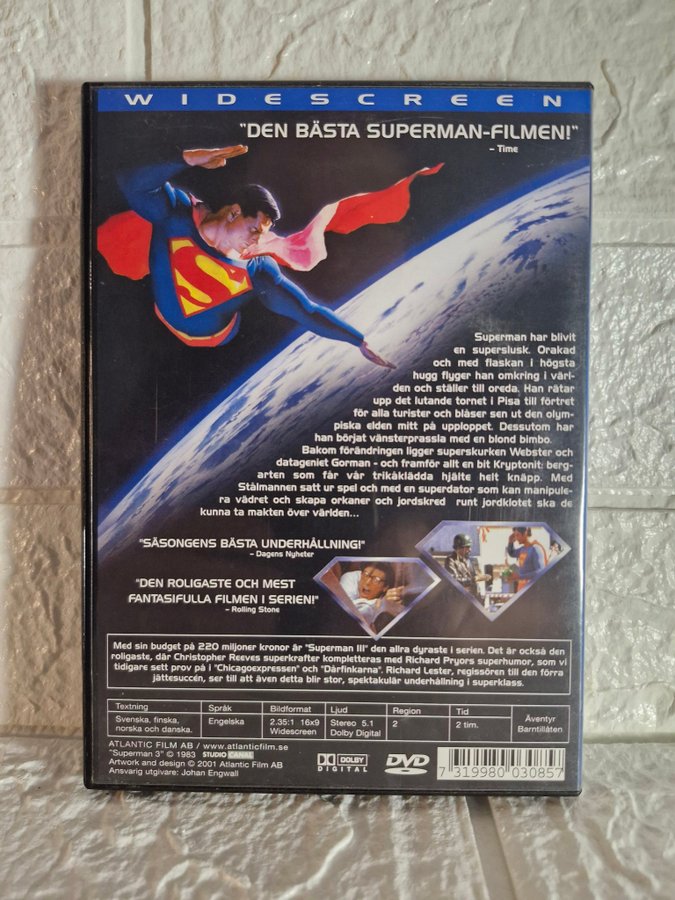 WIDESCREEN
"DEN BÄSTA SUPERMAN-FILMEN!"
- Time
Superman har blivit
en superslusk. Orakad
och med flaskan i högsta
hugg flyger han omkring i värl-
den och ställer till oreda. Han rätar
upp det lutande tornet i Pisa till förtret
för alla turister och blåser sen ut den olym-
piska elden mitt på upploppet. Dessutom har
han börjat vänsterprassla med en blond bimbo.
Bakom förändringen ligger superskurken Webster och
datageniet Gorman - och framför allt en bit Kryptonit: berg-
arten som får vår trikåklädda hjälte helt knäpp. Med
Stålmannen satt ur spel och med en superdator som kan manipule-
ra vädret och skapa orkaner och jordskred runt jordklotet ska de
kunna ta makten över världen...
"SÄSONGENS BÄSTA UNDERHÅLLNING!"
- Dagens Nyheter
"DEN ROLIGASTE OCH MEST
FANTASIFULLA FILMEN I SERIEN!"
- Rolling Stone
Med sin budget på 220 miljoner kronor är "Superman III" den allra dyraste i serien. Det är också den
roligaste, där Christopher Reeves superkrafter kompletteras med Richard Pryors superhumor, som vi
tidigare sett prov på i "Chicagoexpressen" och "Dårfinkarna". Richard Lester, regissören till den förra
jättesuccén, ser till att även detta blir stor, spektakulär underhållning i superklass.
Textning Språk Bildformat Ljud Region Tid
Svenska, finska, norska och danska. Engelska 2.35:1 16x9 Widescreen Stereo 5.1 Dolby Digital 2 2 tim. Äventyr Barntillåten
ATLANTIC FILM AB / www.atlanticfilm.se
"Superman 3" © 1983 STUDIO CANAL
Artwork and design © 2001 Atlantic Film AB
Ansvarig utgivare: Johan Engwall
DOLBY
DIGITAL
DVD
7 319980 030857